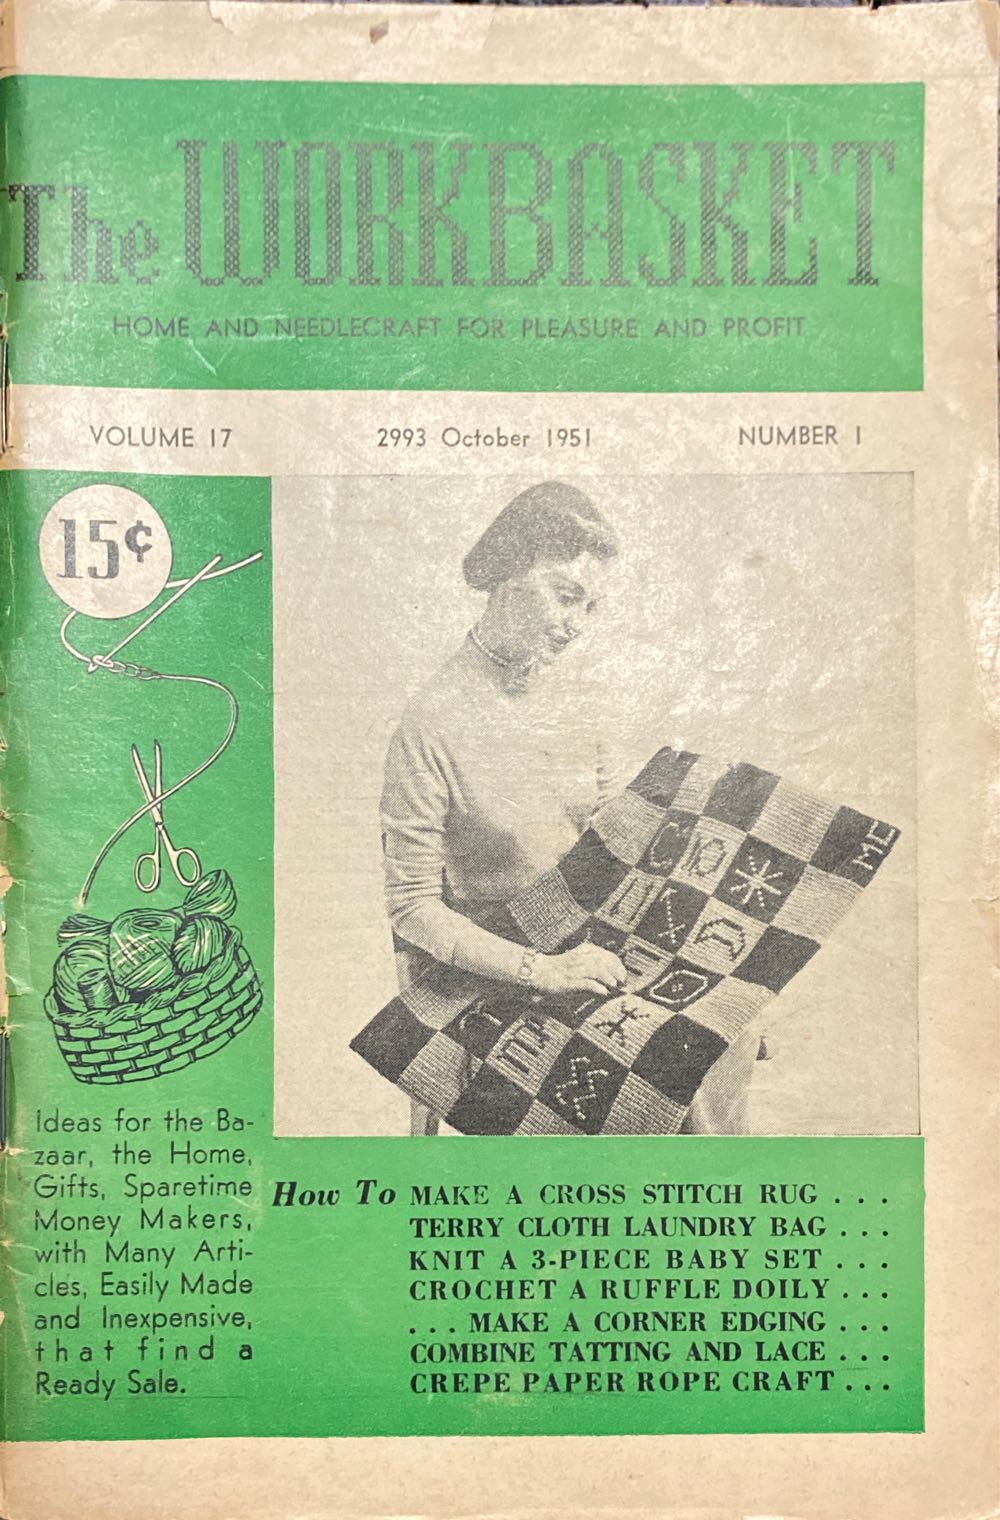 The WORKBASKET
HOME AND NEEDLECRAFT FOR PLEASURE AND PROFIT
VOLUME 17 2993 October 1951 NUMBER 1
15¢
MC
Ideas for the Ba-
zaar, the Home,
Gifts, Sparetime
Money Makers,
with Many Arti-
cles, Easily Made
and Inexpensive,
that find a
Ready Sale.
How To MAKE A CROSS STITCH RUG . . .
TERRY CLOTH LAUNDRY BAG . . .
KNIT A 3-PIECE BABY SET . . .
CROCHET A RUFFLE DOILY . . .
. . . MAKE A CORNER EDGING . . .
COMBINE TATTING AND LACE . . .
CREPE PAPER ROPE CRAFT . . .